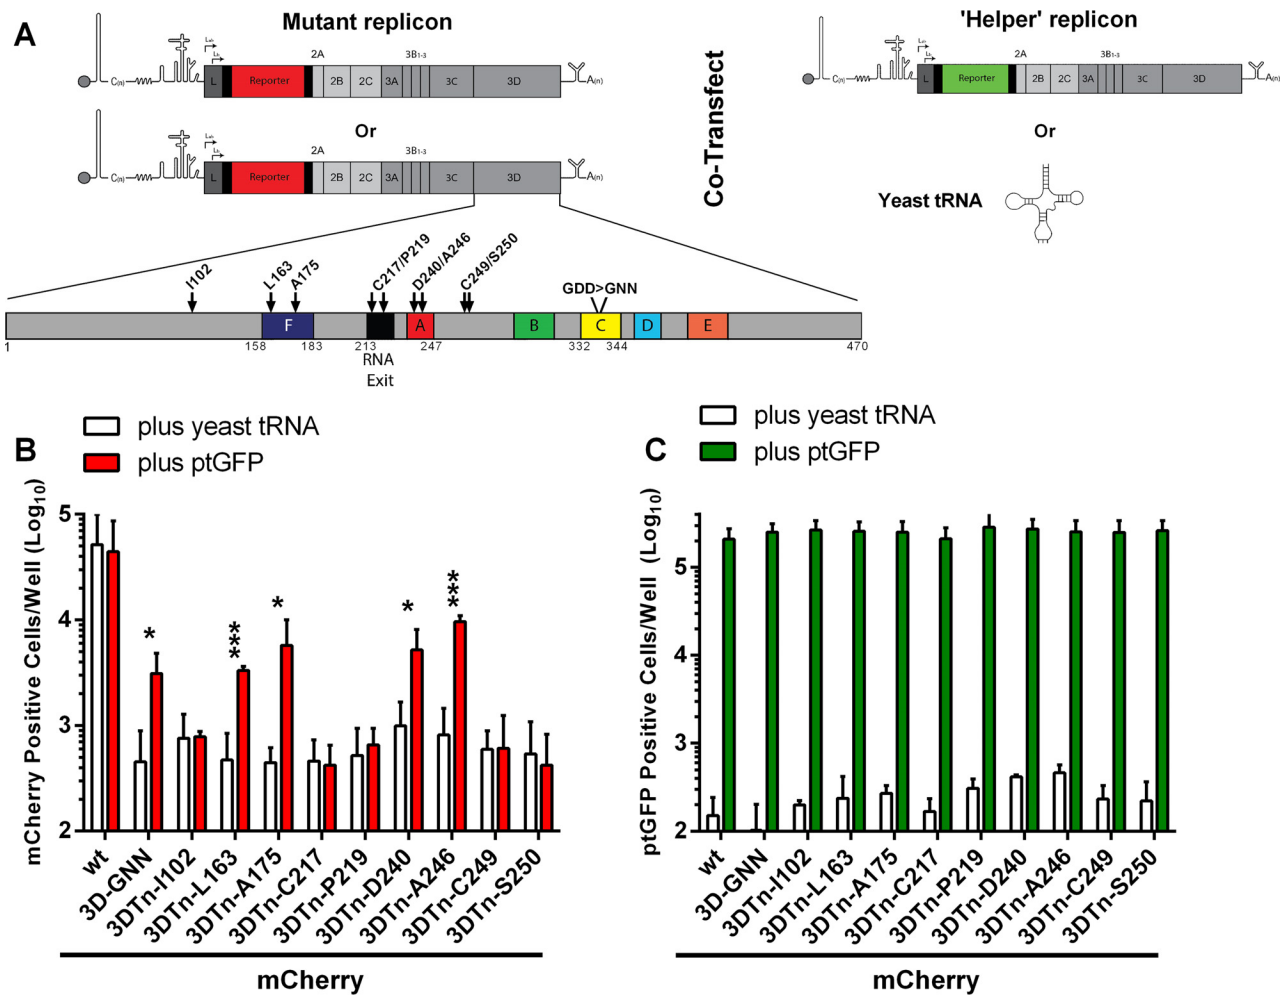 A
Mutant replicon
'Helper' replicon
Lab
Lb
2A
3B1-3
C(n)
L
Reporter
2B
2C
3A
3C
3D
A(n)
Or
Lab
Lb
2A
3B1-3
C(n)
L
Reporter
2B
2C
3A
3C
3D
A(n)
Co-Transfect
Lab
Lb
2A
3B1-3
C(n)
L
Reporter
2B
2C
3A
3C
3D
A(n)
Or
Yeast tRNA
I102
L163
A175
C217/P219
D240/A246
C249/S250
GDD>GNN
F
A
B
C
D
E
1
158
183
213
247
332
344
470
RNA
Exit
B
plus yeast tRNA
plus ptGFP
mCherry Positive Cells/Well (Log10)
5
4
3
2
*
***
*
*
***
wt
3D-GNN
3DTn-I102
3DTn-L163
3DTn-A175
3DTn-C217
3DTn-P219
3DTn-D240
3DTn-A246
3DTn-C249
3DTn-S250
mCherry
C
plus yeast tRNA
plus ptGFP
ptGFP Positive Cells/Well (Log10)
5
4
3
2
wt
3D-GNN
3DTn-I102
3DTn-L163
3DTn-A175
3DTn-C217
3DTn-P219
3DTn-D240
3DTn-A246
3DTn-C249
3DTn-S250
mCherry